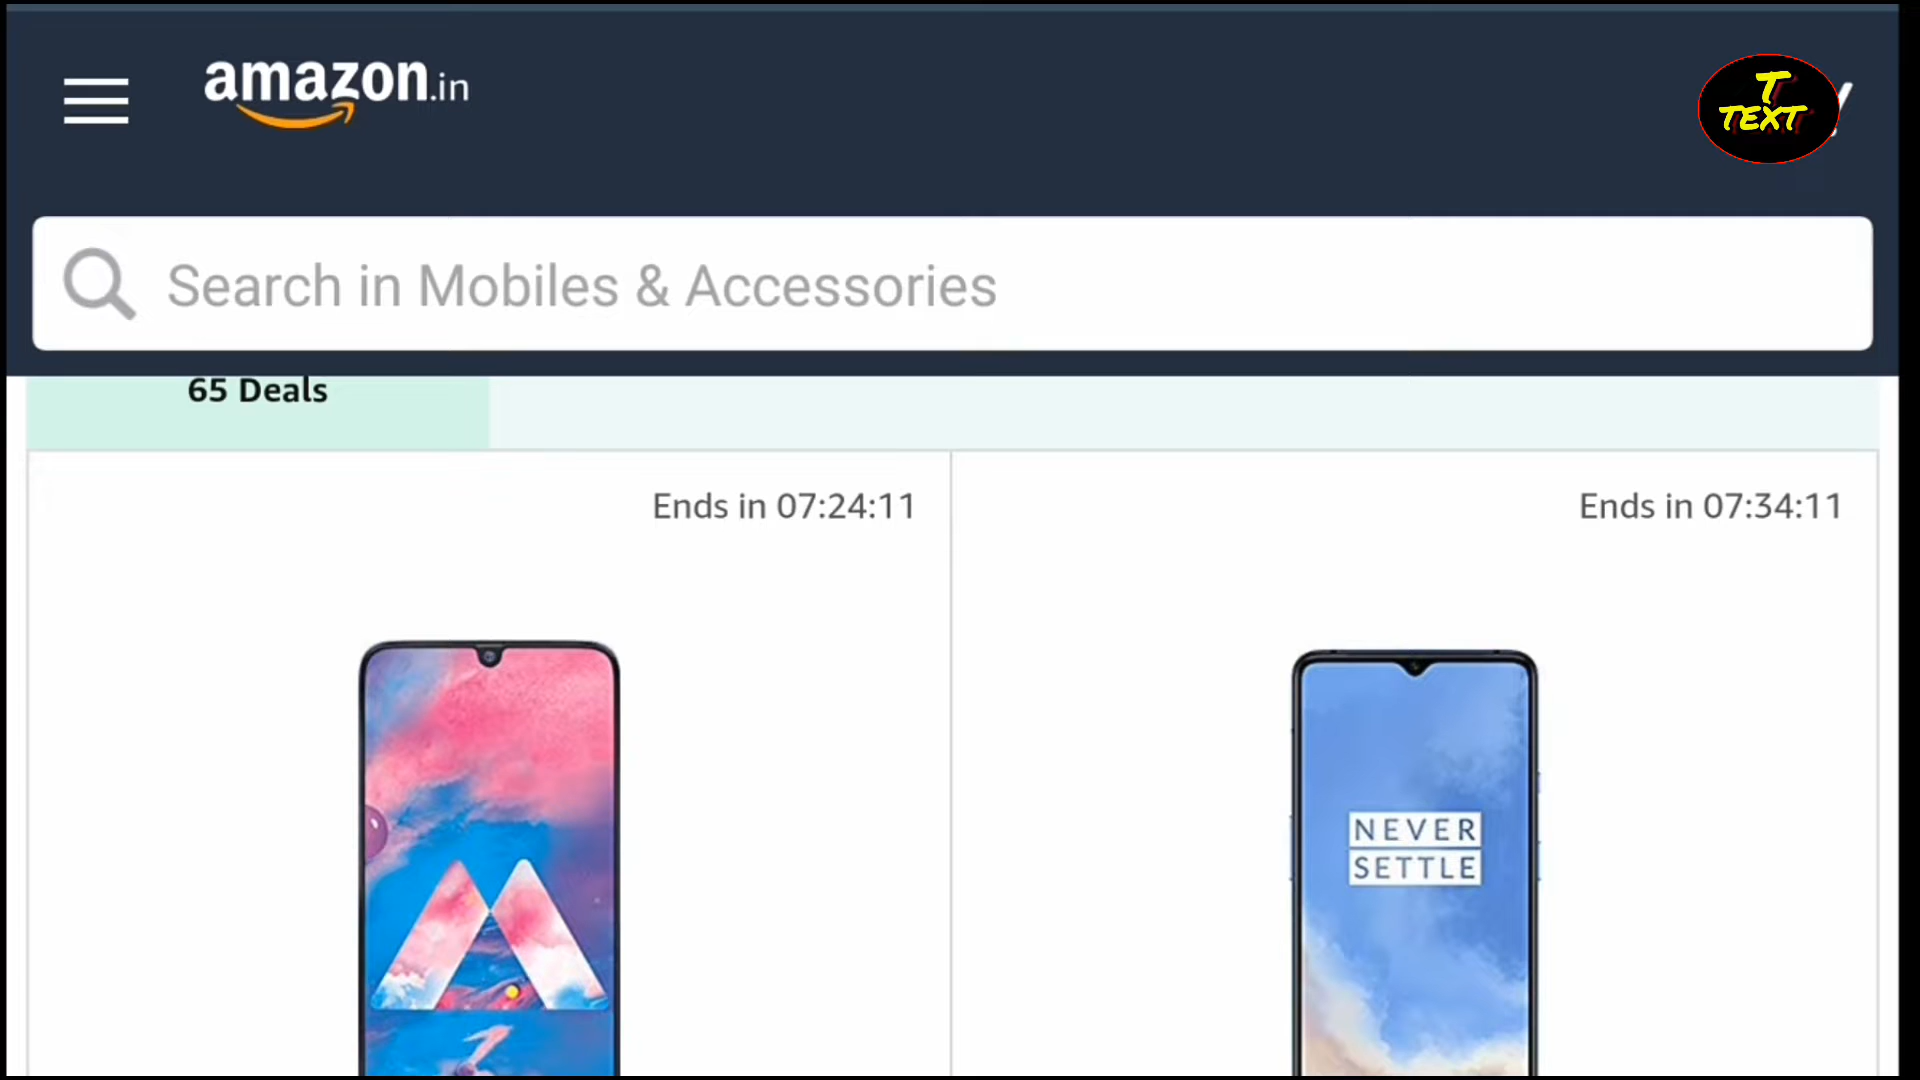 amazon.in
T
TEXT
Search in Mobiles & Accessories
65 Deals
Ends in 07:24:11
Ends in 07:34:11
NEVER
SETTLE